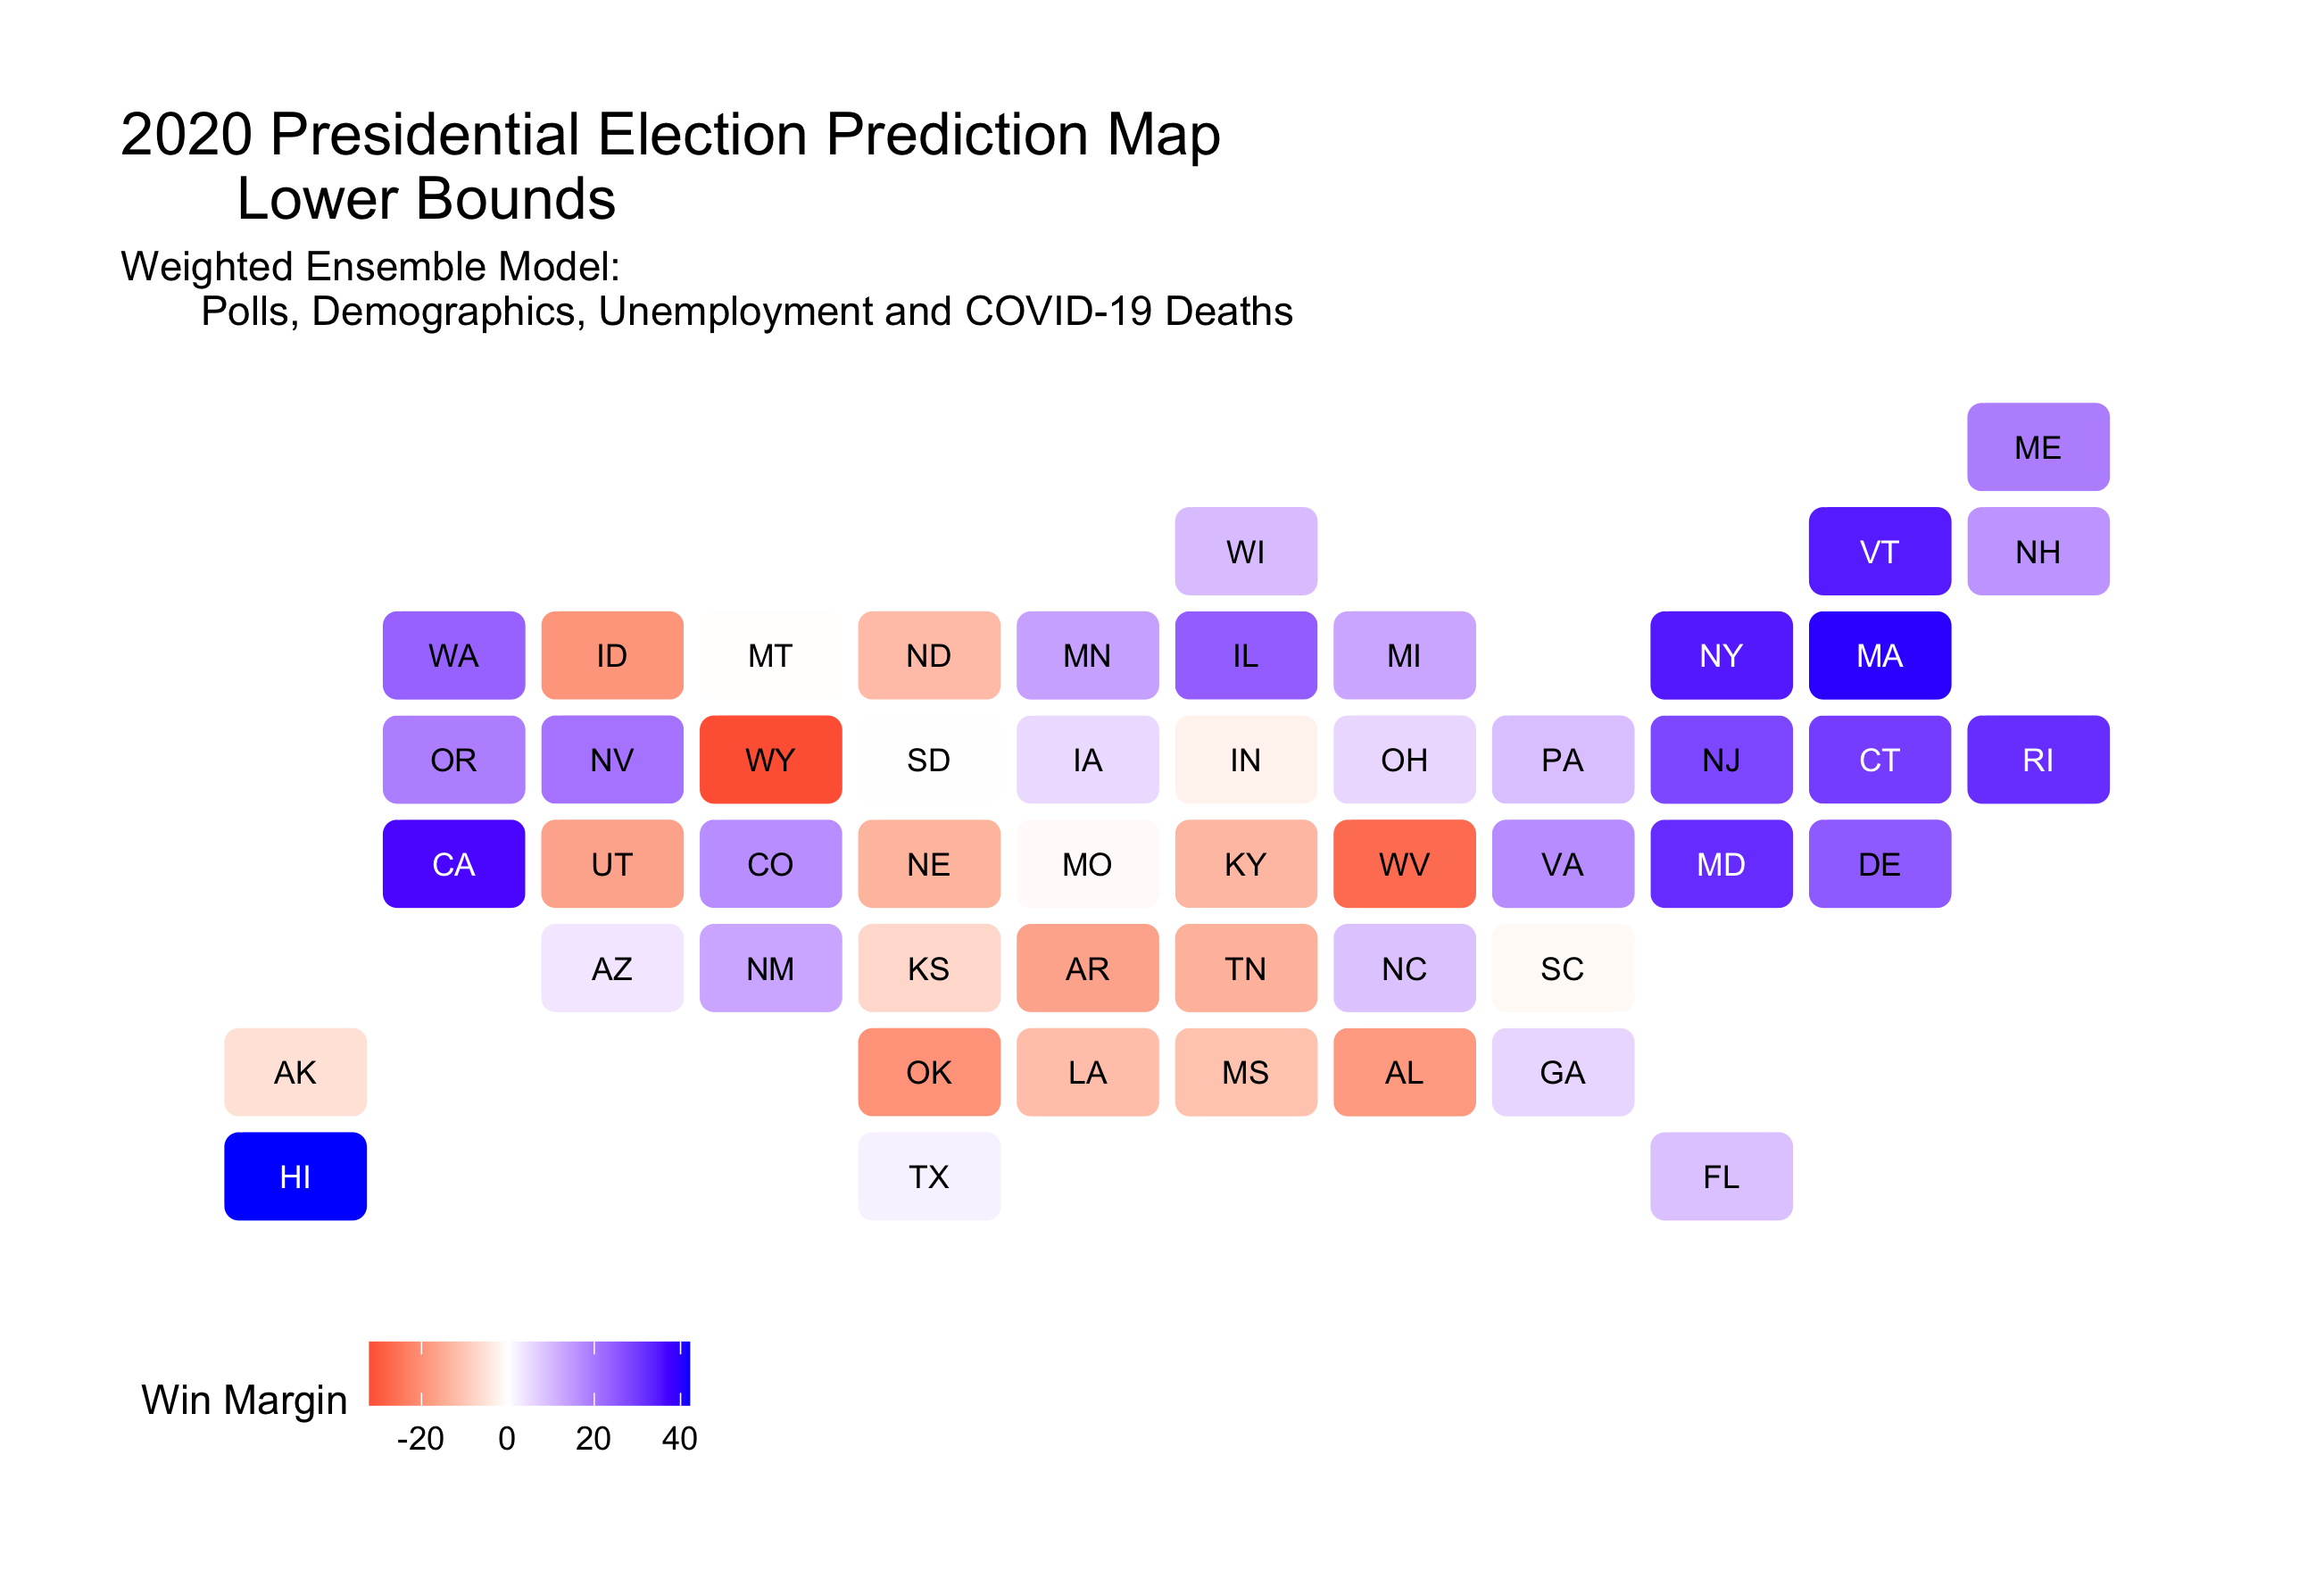 2020 Presidential Election Prediction Map
Lower Bounds
Weighted Ensemble Model:
Polls, Demographics, Unemployment and COVID-19 Deaths
ME
WI VT NH
WA ID MT ND MN IL MI NY MA
OR NV WY SD IA IN OH PA NJ CT RI
CA UT CO NE MO KY WV VA MD DE
AZ NM KS AR TN NC SC
AK OK LA MS AL GA
HI TX FL
Win Margin
-20 0 20 40